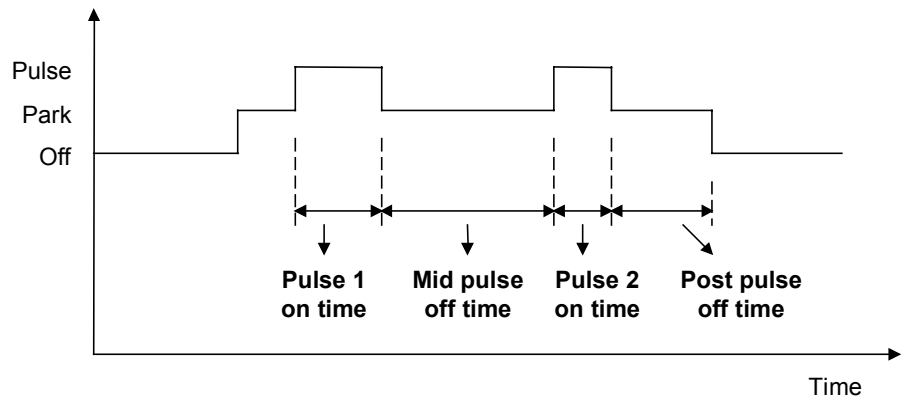 Pulse
Park
Off
Pulse 1
on time
Mid pulse
off time
Pulse 2
on time
Post pulse
off time
Time